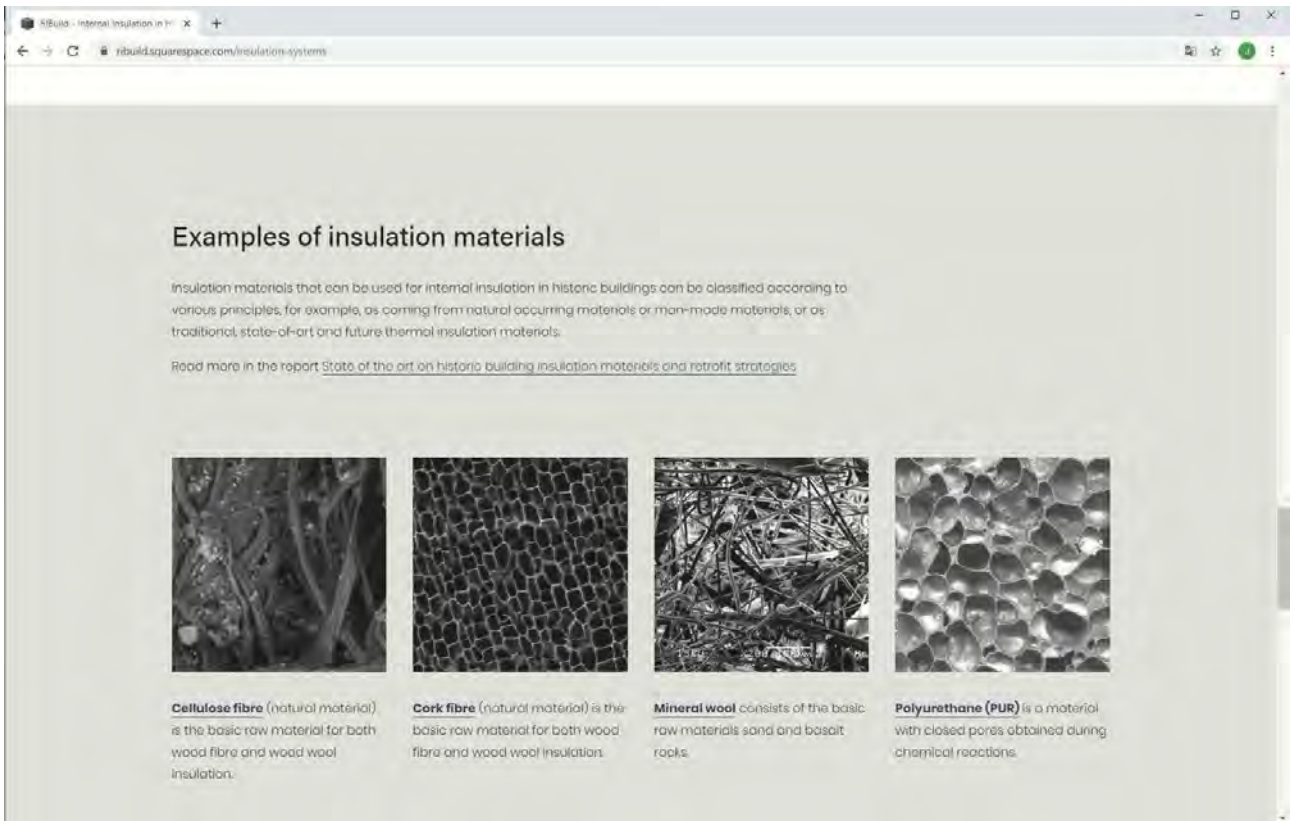 RIBuild - Internal Insulation in H
ribuild.squarespace.com/insulation-systems
J
Examples of insulation materials
Insulation materials that can be used for internal insulation in historic buildings can be classified according to
various principles, for example, as coming from natural occurring materials or man-made materials, or as
traditional, state-of-art and future thermal insulation materials.
Read more in the report State of the art on historic building insulation materials and retrofit strategies
Cellulose fibre (natural material)
is the basic raw material for both
wood fibre and wood wool
insulation.
Cork fibre (natural material) is the
basic raw material for both wood
fibre and wood wool insulation.
Mineral wool consists of the basic
raw materials sand and basalt
rocks.
Polyurethane (PUR) is a material
with closed pores obtained during
chemical reactions.